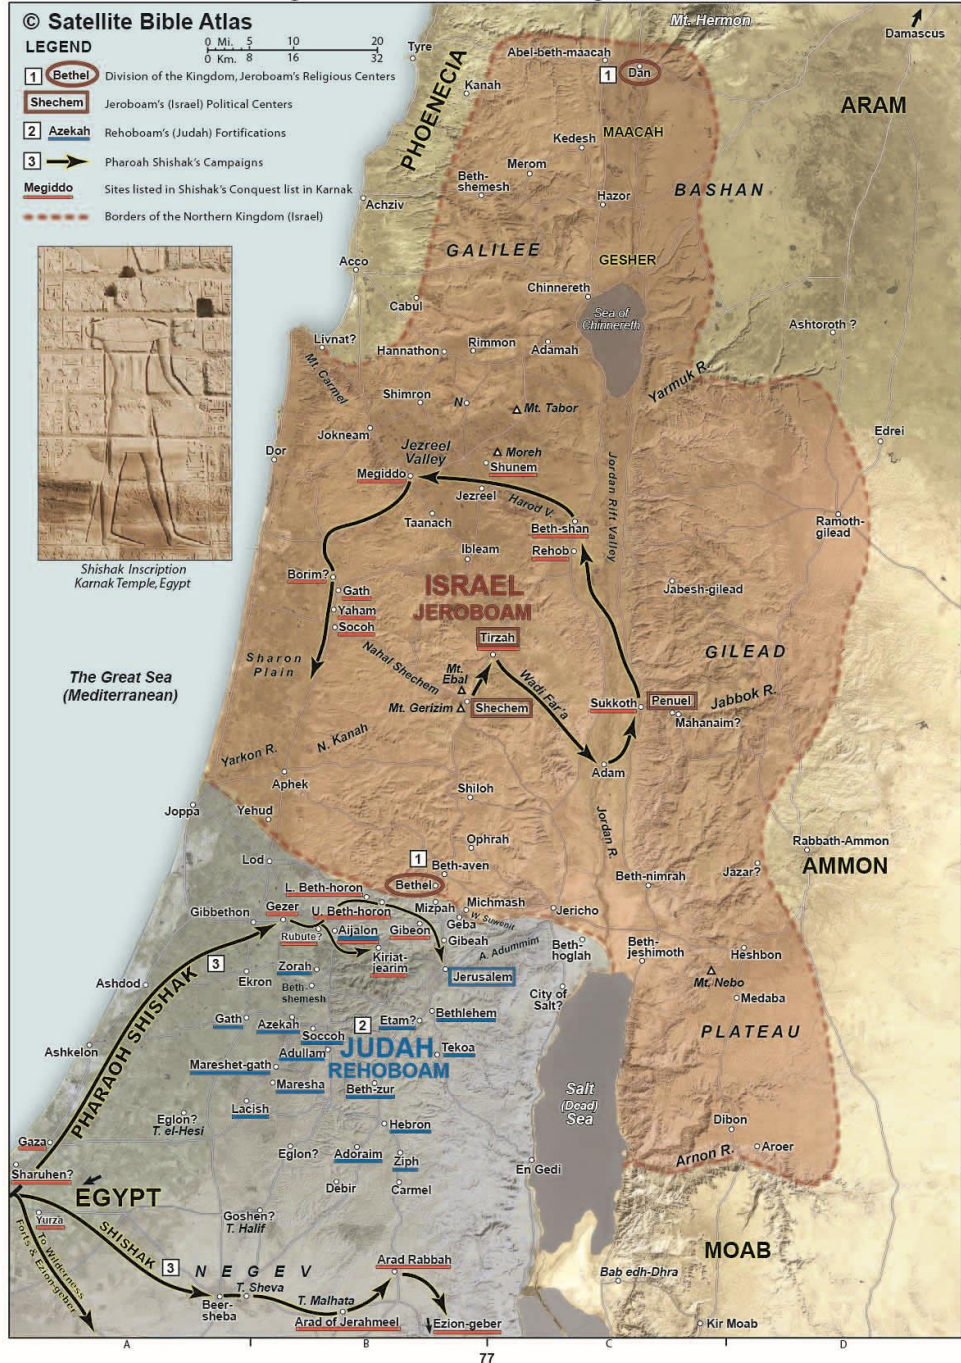 © Satellite Bible Atlas
LEGEND
0 Mi. 5 10 20
0 Km. 8 16 32
1 Bethel Division of the Kingdom, Jeroboam's Religious Centers
Shechem Jeroboam's (Israel) Political Centers
2 Azekah Rehoboam's (Judah) Fortifications
3 Pharoah Shishak's Campaigns
Megiddo Sites listed in Shishak's Conquest list in Karnak
Borders of the Northern Kingdom (Israel)
Mt. Hermon
Damascus
Tyre
Abel-beth-maacah
1 Dan
Kanah
PHOENECIA
ARAM
MAACAH
Kedesh
Merom
Beth-
shemesh
BASHAN
Hazor
Achziv
GALILEE
GESHER
Acco
Chinnereth
Cabul
Sea of
Chinnereth
Ashtoroth ?
Livnat?
Hannathon
Rimmon
Adamah
Mt. Carmel
Yarmuk R.
Shimron
N
Mt. Tabor
Jokneam
Edrei
Dor
Jezreel
Valley
Moreh
Shunem
Megiddo
Jezreel
Harod V.
Jordan Rift Valley
Taanach
Beth-shan
Ramoth-
gilead
Rehob
Ibleam
Shishak Inscription
Karnak Temple, Egypt
Borim?
Gath
Yaham
Socoh
ISRAEL
JEROBOAM
Jabesh-gilead
Tirzah
GILEAD
Sharon
Plain
Nahal Shechem
Mt.
Ebal
Wadi Far'a
The Great Sea
(Mediterranean)
Mt. Gerizim
Shechem
Sukkoth
Penuel
Jabbok R.
Mahanaim?
Yarkon R.
N. Kanah
Adam
Aphek
Shiloh
Joppa
Yehud
Jordan R.
Ophrah
Rabbath-Ammon
AMMON
Lod
1
Beth-aven
Jazar?
Bethel
Beth-nimrah
L. Beth-horon
Gezer
U. Beth-horon
Mizpah
Michmash
Jericho
Gibbethon
Geba
W. Suwenit
Rubute?
Aijalon
Gibeon
Gibeah
A. Adummim
Kiriat-
jearim
Beth-
hoglah
Beth-
jeshimoth
Heshbon
Zorah
Jerusalem
Mt. Nebo
3
Ekron
Beth-
shemesh
Ashdod
City of
Salt?
Medaba
Gath
Azekah
Etam?
Bethlehem
2
Soccoh
PLATEAU
Ashkelon
Adullam
JUDAH
REHOBOAM
Tekoa
Mareshet-gath
Maresha
Beth-zur
Salt
(Dead)
Sea
Lacish
PHARAOH SHISHAK
Eglon?
T. el-Hesi
Hebron
Dibon
Gaza
Eglon?
Adoraim
Ziph
Arnon R.
Aroer
Sharuhen?
En Gedi
EGYPT
Debir
Carmel
Yurza
Goshen?
T. Halif
SHISHAK
To Wilderness
Forts & Ezion-geber
MOAB
3
NEGEV
Arad Rabbah
Bab edh-Dhra
T. Sheva
Beer-
sheba
T. Malhata
Arad of Jerahmeel
Ezion-geber
Kir Moab
A B C D
77